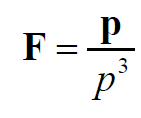 𝐅 = 𝐩 / 𝑝³